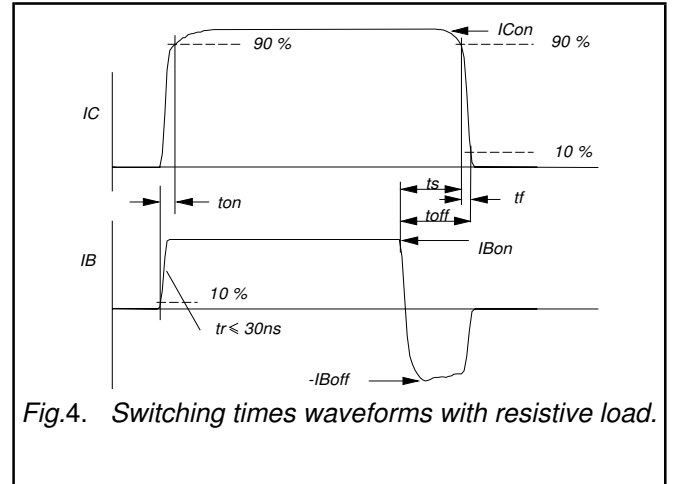 ICon
90 %
90 %
IC
10 %
ts
ton
tf
toff
IBon
IB
10 %
tr ≤ 30ns
-IBoff
Fig.4. Switching times waveforms with resistive load.